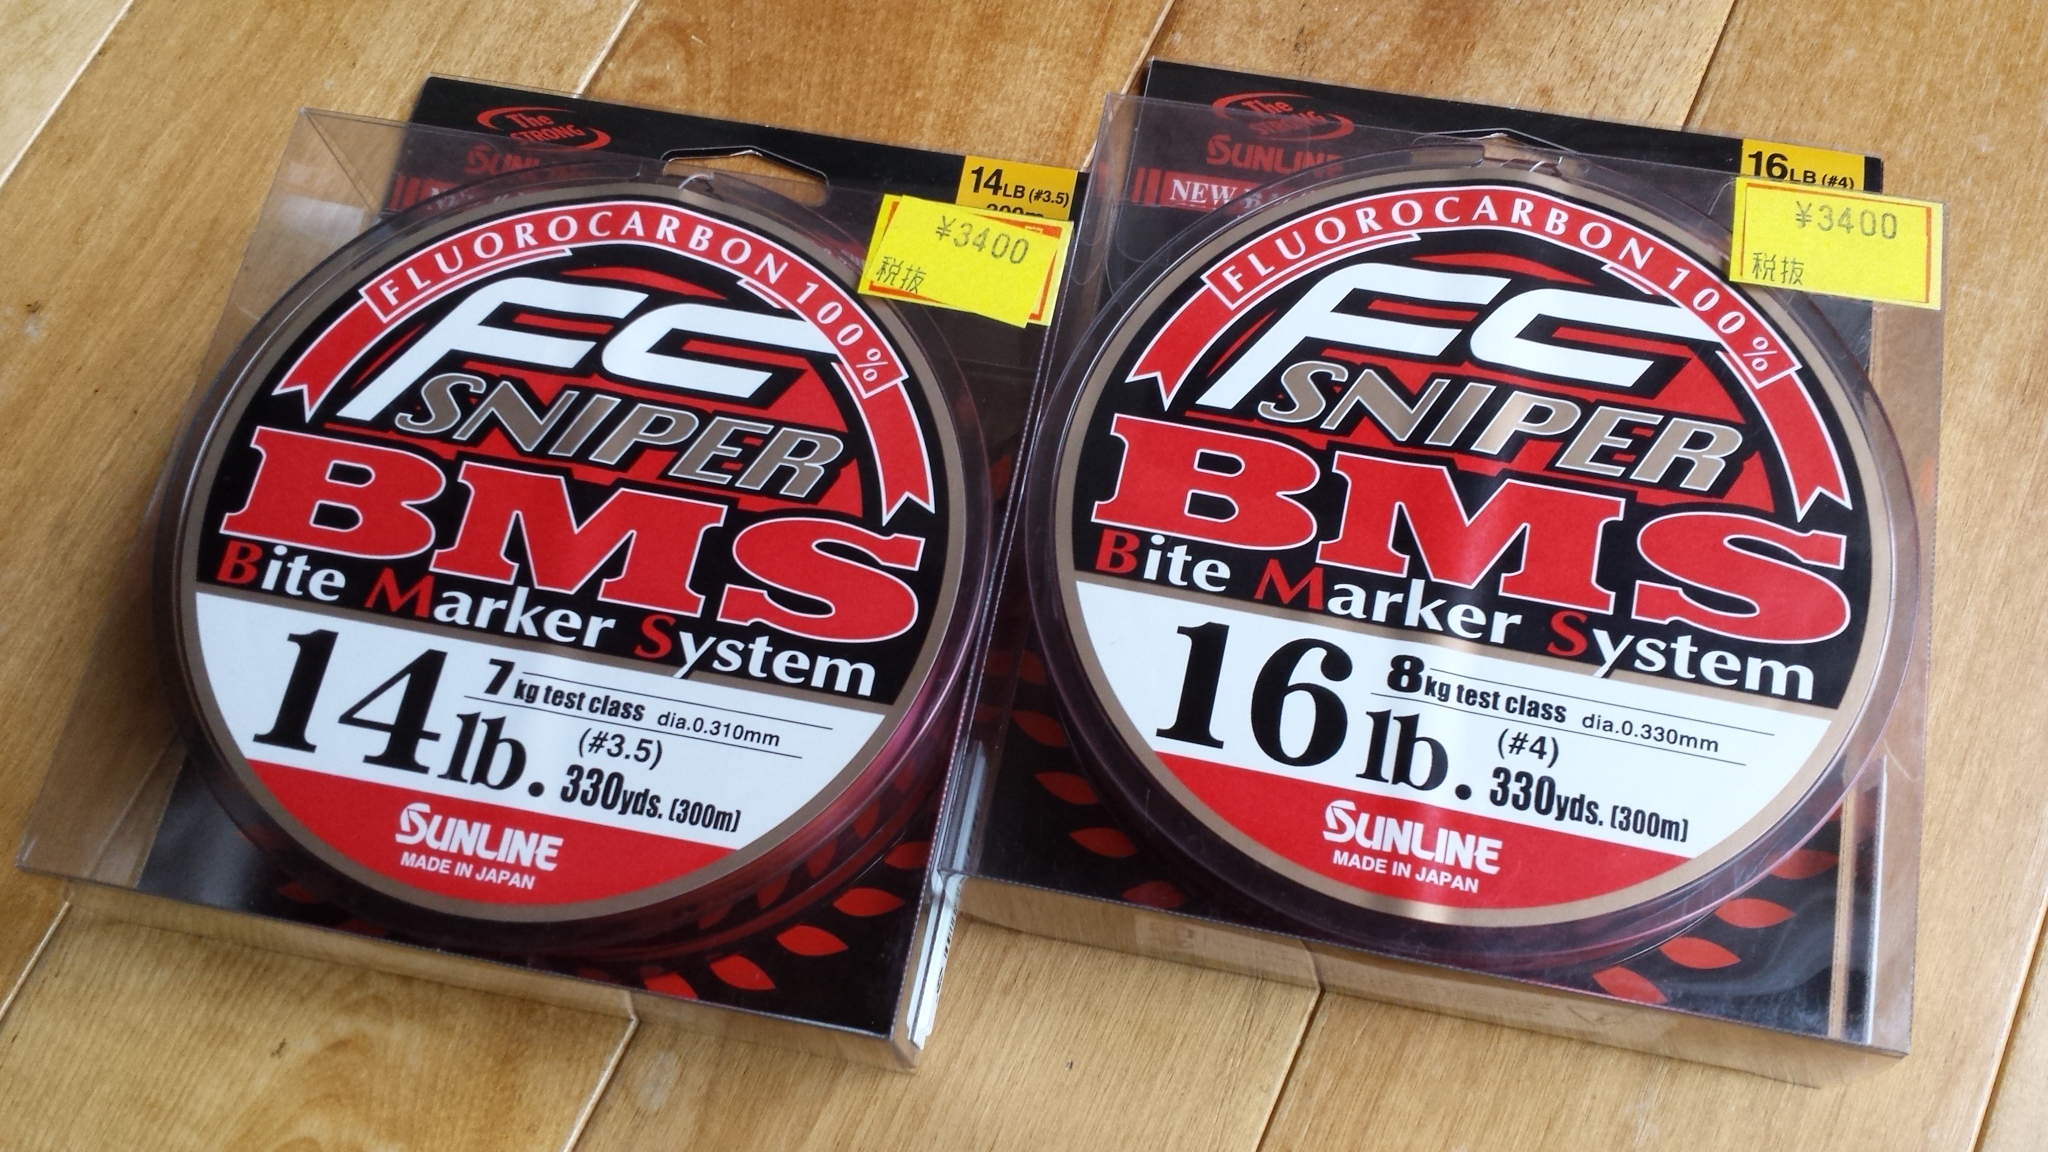 The
STRONG
SUNLINE
14LB (#3.5)
300m
¥3400
税抜
FLUOROCARBON 100%
FC
SNIPER
BMS
Bite Marker System
14lb.
7kg test class dia.0.310mm
(#3.5)
330yds. (300m)
SUNLINE
MADE IN JAPAN
The
STRONG
SUNLINE
NEW
16LB (#4)
¥3400
税抜
FLUOROCARBON 100%
FC
SNIPER
BMS
Bite Marker System
16lb.
8kg test class dia.0.330mm
(#4)
330yds. (300m)
SUNLINE
MADE IN JAPAN